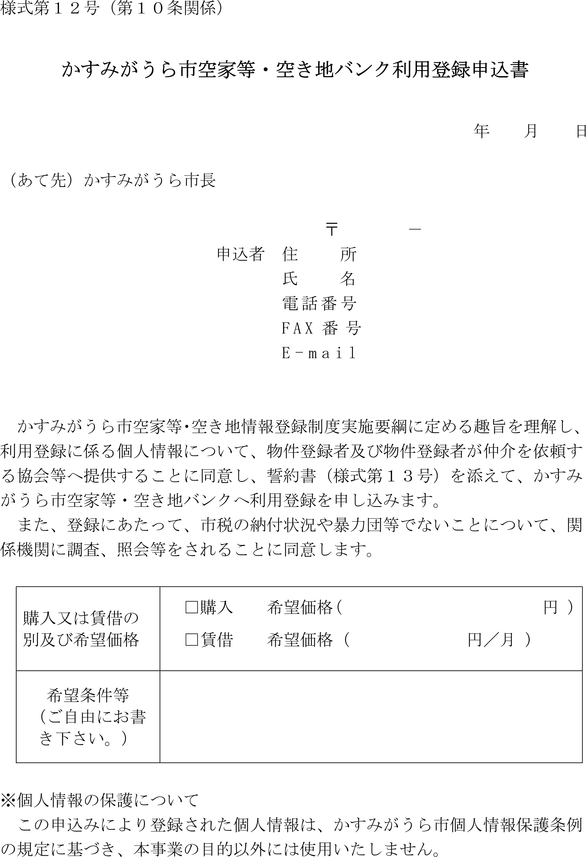 様式第１２号（第１０条関係）
かすみがうら市空家等・空き地バンク利用登録申込書
年　　月　　日
（あて先）かすみがうら市長
〒　　　　－
申込者　住　　所
氏　　名
電話番号
FAX 番号
E-mail
　かすみがうら市空家等・空き地情報登録制度実施要綱に定める趣旨を理解し、
利用登録に係る個人情報について、物件登録者及び物件登録者が仲介を依頼す
る協会等へ提供することに同意し、誓約書（様式第１３号）を添えて、かすみ
がうら市空家等・空き地バンクへ利用登録を申し込みます。
　また、登録にあたって、市税の納付状況や暴力団等でないことについて、関
係機関に調査、照会等をされることに同意します。
購入又は賃借の
別及び希望価格
□購入　　希望価格（　　　　　　　　　　　　円 ）
□賃借　　希望価格（　　　　　　　円／月 ）
希望条件等
（ご自由にお書
き下さい。）
※個人情報の保護について
　この申込みにより登録された個人情報は、かすみがうら市個人情報保護条例
の規定に基づき、本事業の目的以外には使用いたしません。